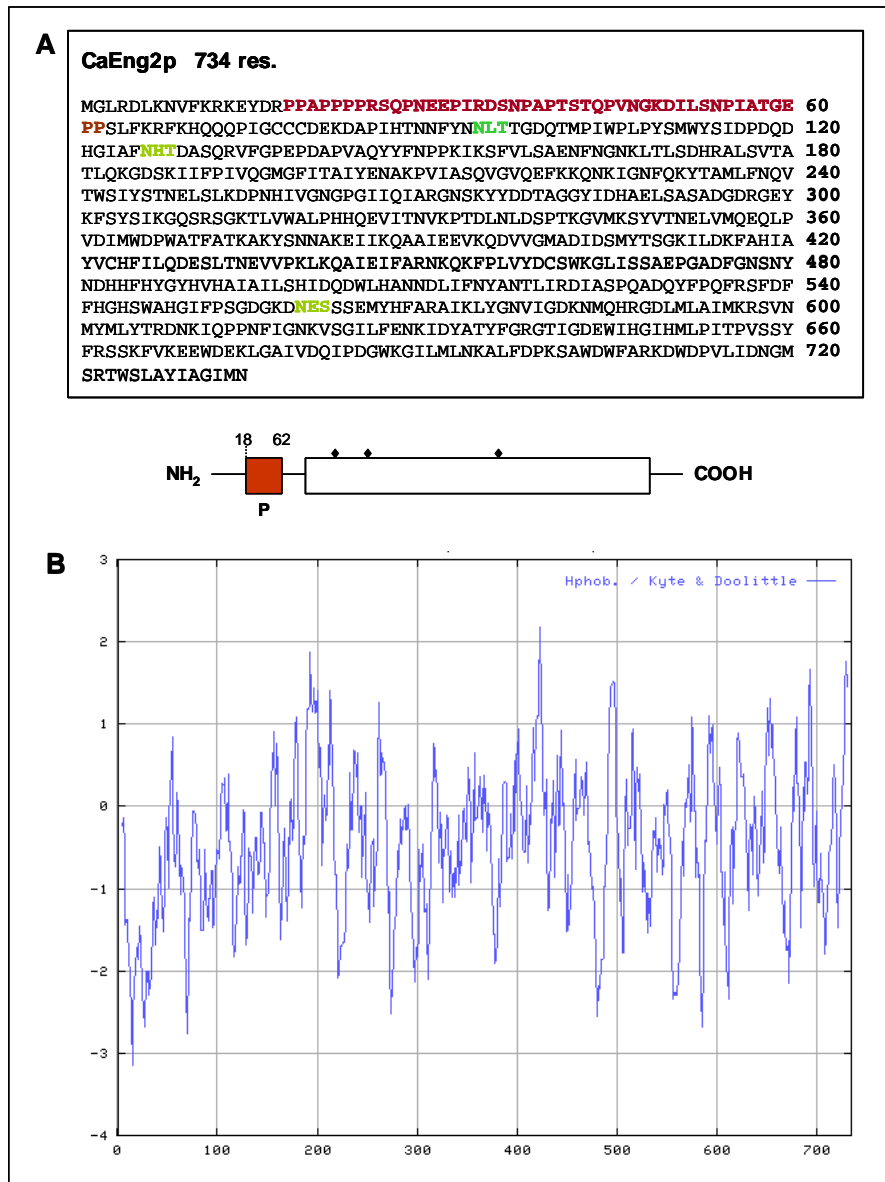 A
CaEng2p 734 res.
MGLRDLKNVFKRKEYDRPPAPPPPRSQPNEEPIRDSNPAPTSTQPVNGKDILSNPIATGE 60
PPSLFKRFKHQQQPIGCCCDEKDAPIHTNNFYNNLTTGDQTMPIWPLPYSMWYSIDPDQD 120
HGIAFNHTDASQRVFGPEPDAPVAQYYFNPPKIKSFVLSAENFNGNKLTLSDHRALSVTA 180
TLQKGDSKIIFPIVQGMGFITAIYENAKPVIASQVGVQEFKKQNKIGNFQKYTAMLFNQV 240
TWSIYSTNELSLKDPNHIVGNGPGIIQIARGNSKYYDDTAGGYIDHAELSASADGDRGEY 300
KFSYSIKGQSRSGKTLVWALPHHQEVITNVKPTDLNLDSPTKGVMKSYVTNELVMQEQLP 360
VDIMWDPWATFATKAKYSNNAKEIIKQAAIEEVKQDVVGMADIDSMYTSGKILDKFAHIA 420
YVCHFILQDESLTNEVVPKLKQAIEIFARNKQKFPLVYDCSWKGLISSAEPGADFGNSNY 480
NDHHFHYGYHVHAIAILSHIDQDWLHANNDLIFNYANTLIRDIASPQADQYFPQFRSFDF 540
FHGHSWAHGIFPSGDGKDNESSSEMYHFARAIKLYGNVIGDKNMQHRGDLMLAIMKRSVN 600
MYMLYTRDNKIQPPNFIGNKVSGILFENKIDYATYFGRGTIGDEWIHGIHMLPITPVSSY 660
FRSSKFVKEEWDEKLGAIVDQIPDGWKGILMLNKALFDPKSAWDWFARKDWDPVLIDNGM 720
SRTWSLAYIAGIMN
18 62
NH2 COOH
P
B
Hphob. / Kyte & Doolittle
3
2
1
0
-1
-2
-3
-4
0 100 200 300 400 500 600 700